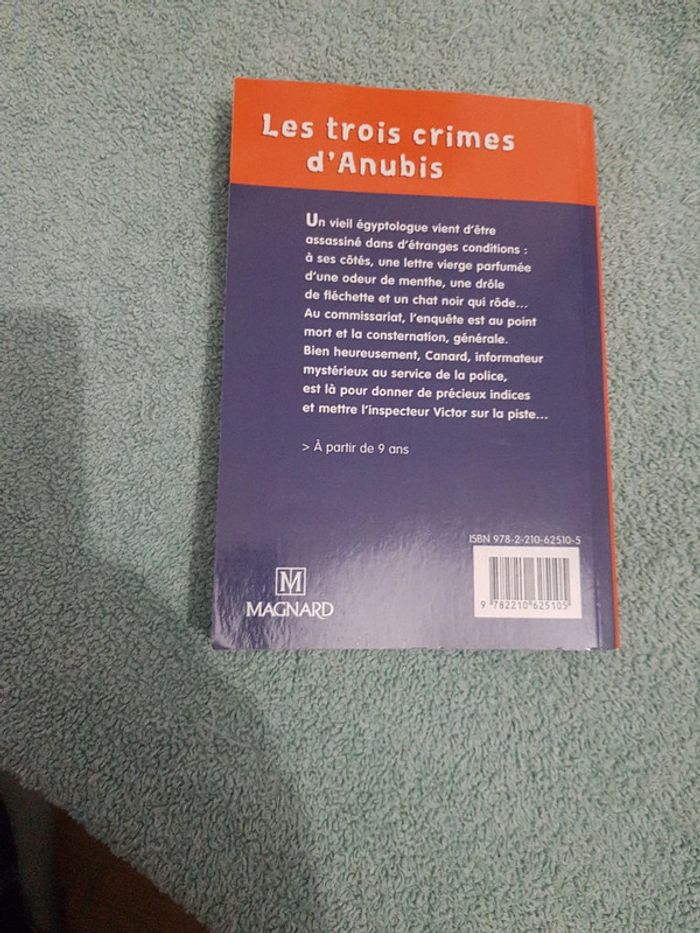 Les trois crimes
d'Anubis
Un vieil égyptologue vient d'être
assassiné dans d'étranges conditions :
à ses côtés, une lettre vierge parfumée
d'une odeur de menthe, une drôle
de fléchette et un chat noir qui rôde...
Au commissariat, l'enquête est au point
mort et la consternation, générale.
Bien heureusement, Canard, informateur
mystérieux au service de la police,
est là pour donner de précieux indices
et mettre l'inspecteur Victor sur la piste...
> À partir de 9 ans
ISBN 978-2-210-62510-5
M
MAGNARD
9 782210 625105